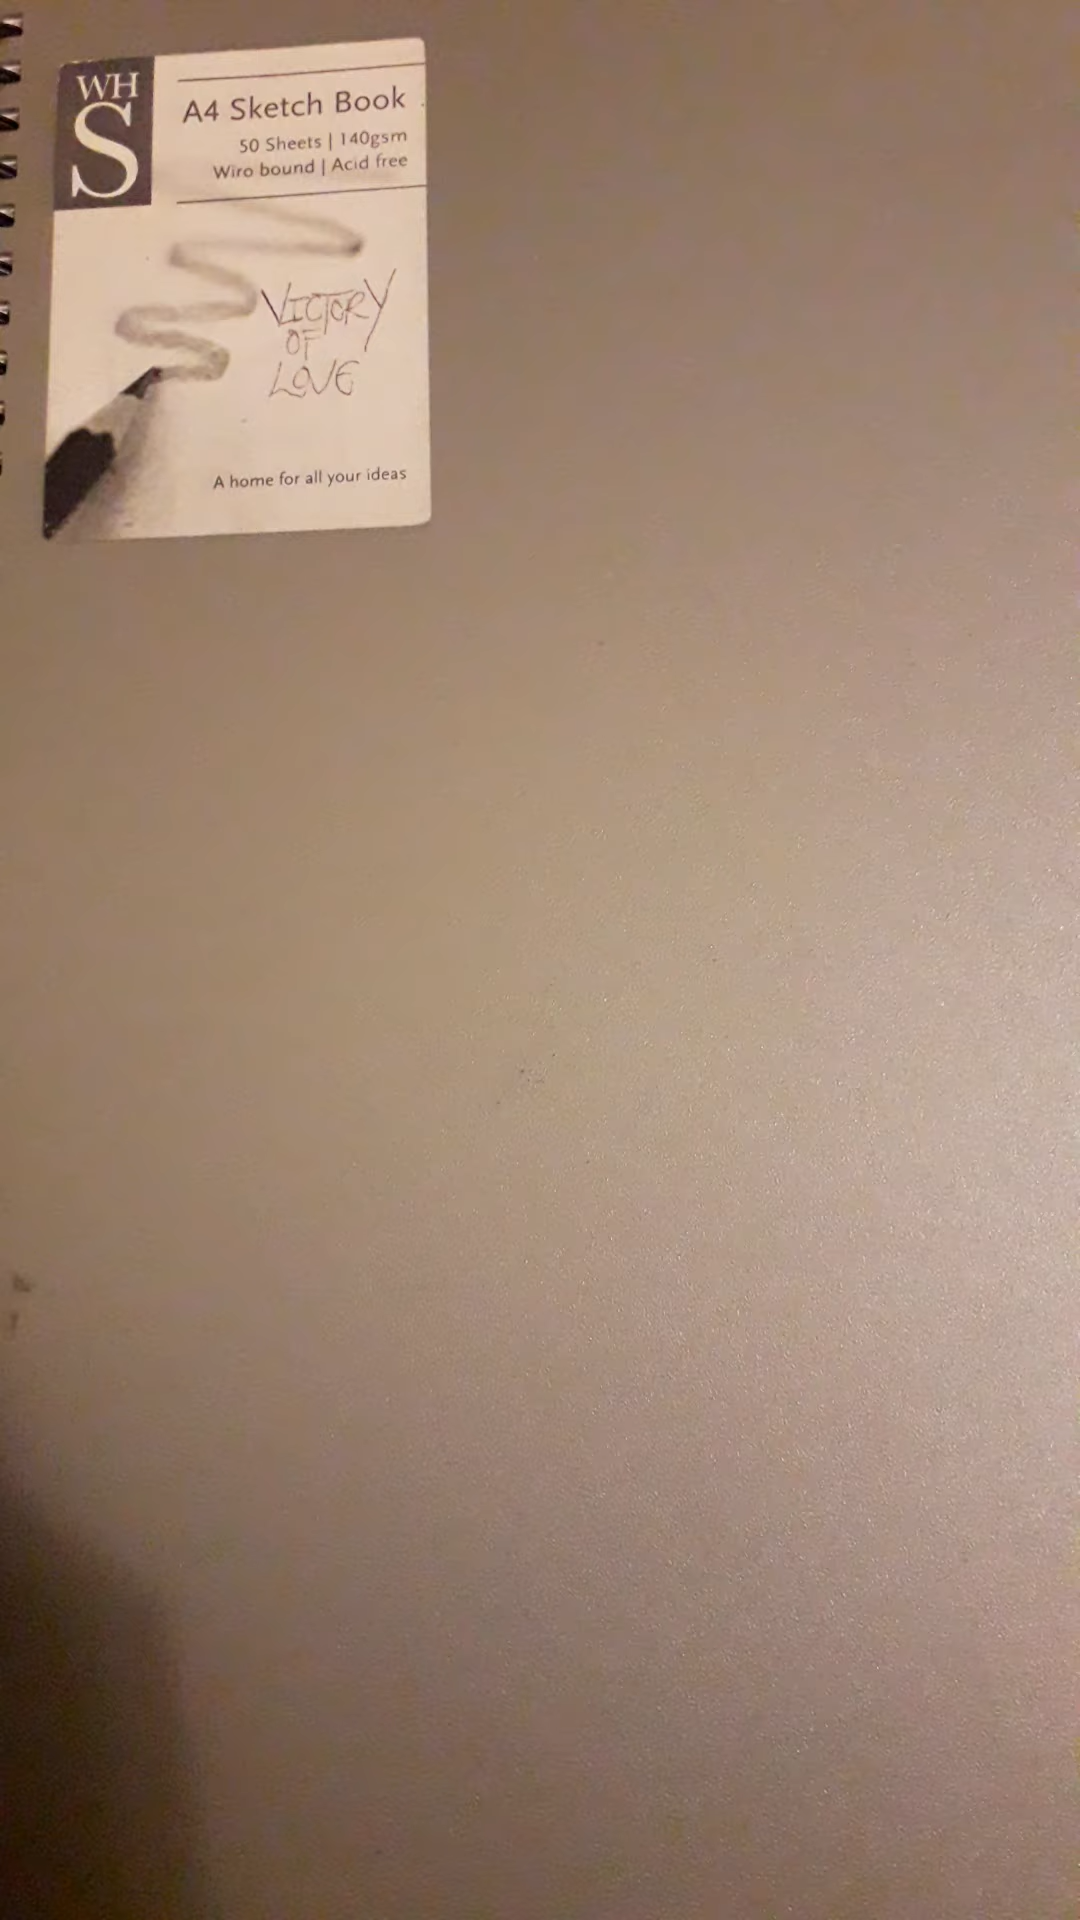 WH
S
A4 Sketch Book
50 Sheets | 140gsm
Wiro bound | Acid free
VICTORY
OF
LOVE
A home for all your ideas